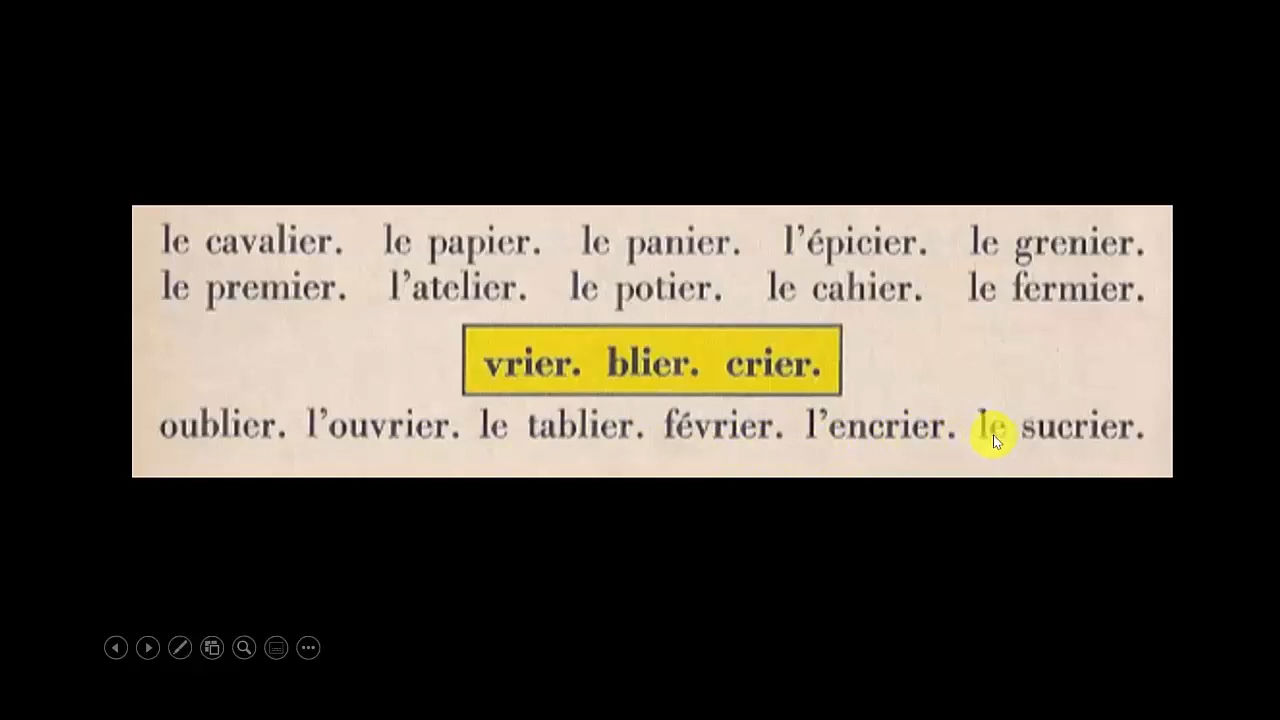 le cavalier. le papier. le panier. l'épicier. le grenier.
le premier. l'atelier. le potier. le cahier. le fermier.
vrier. blier. crier.
oublier. l'ouvrier. le tablier. février. l'encrier. le sucrier.